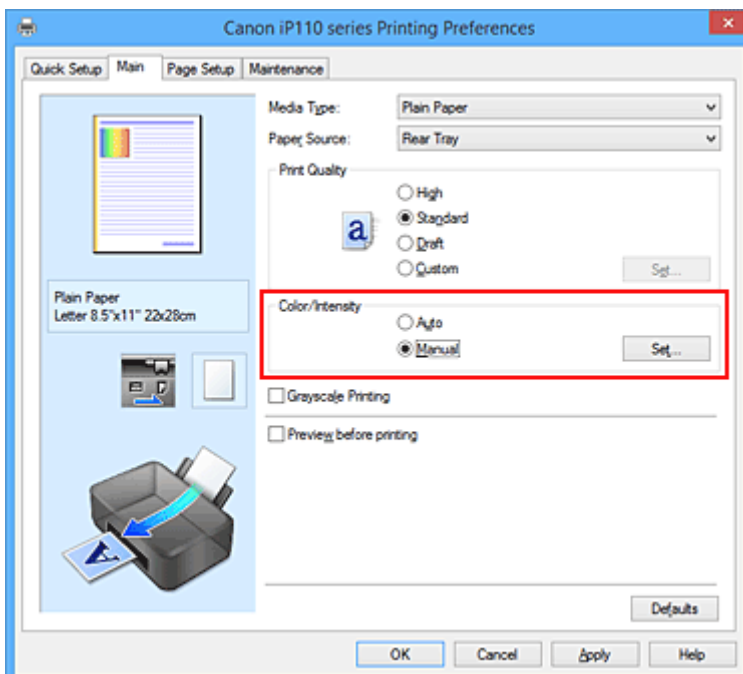 Canon iP110 series Printing Preferences
Quick Setup Main Page Setup Maintenance
Media Type: Plain Paper
Paper Source: Rear Tray
Print Quality
High
a Standard
Draft
Custom Set...
Plain Paper
Letter 8.5"x11" 22x28cm
Color/Intensity
Auto
Manual Set...
Grayscale Printing
Preview before printing
A
Defaults
OK Cancel Apply Help